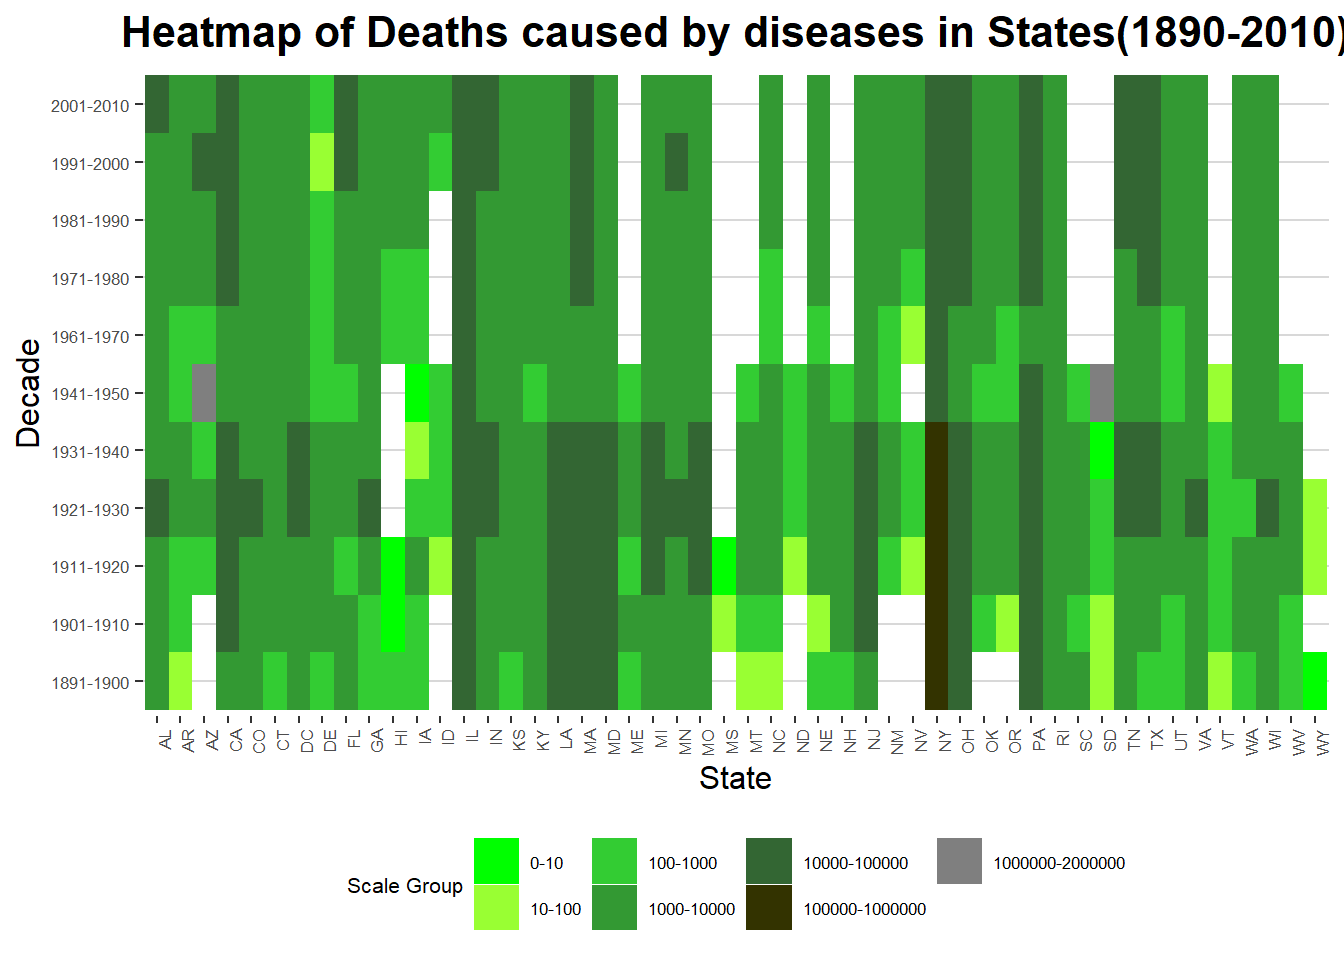 Heatmap of Deaths caused by diseases in States(1890-2010)
Decade
2001-2010
1991-2000
1981-1990
1971-1980
1961-1970
1941-1950
1931-1940
1921-1930
1911-1920
1901-1910
1891-1900
AL AR AZ CA CO CT DC DE FL GA HI IA ID IL IN KS KY LA MA MD ME MI MN MO MS MT NC ND NE NH NJ NM NV NY OH OK OR PA RI SC SD TN TX UT VA VT WA WI WV WY
State
Scale Group
0-10 100-1000 10000-100000 1000000-2000000
10-100 1000-10000 100000-1000000